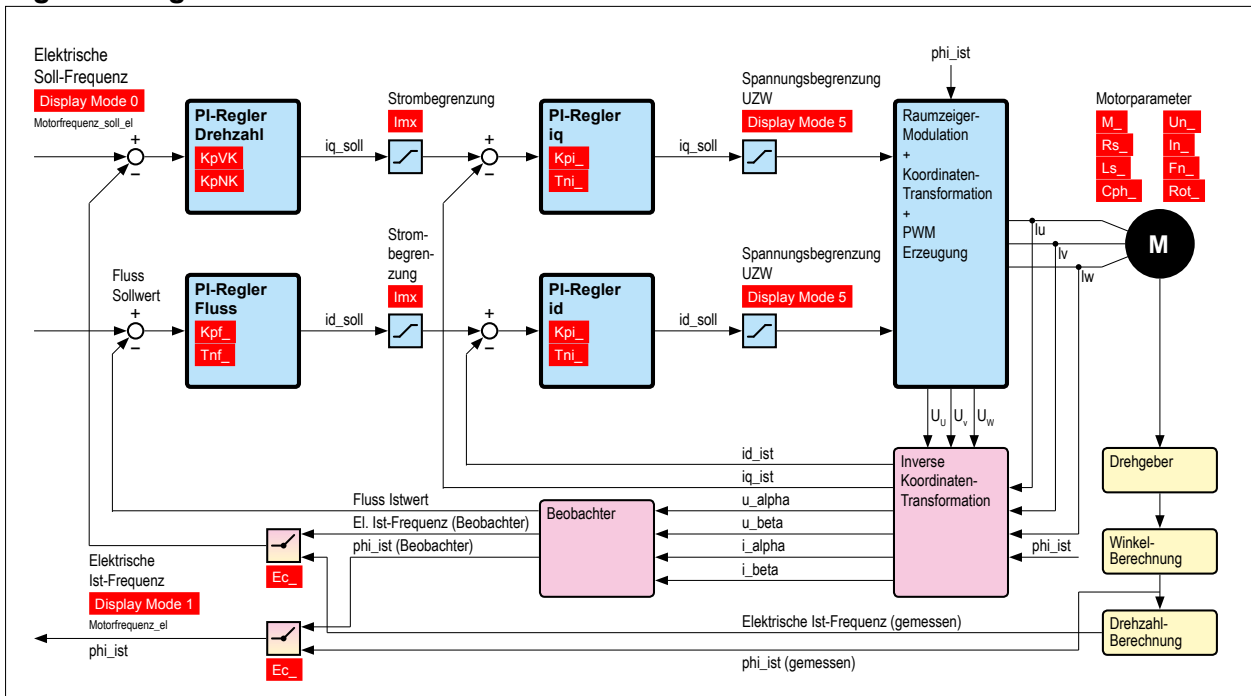 Elektrische
Soll-Frequenz
Display Mode 0
Motorfrequenz_soll_el
+
−
PI-Regler
Drehzahl
KpVK
KpNK
iq_soll
Strombegrenzung
Imx
+
−
PI-Regler
iq
Kpi_
Tni_
iq_soll
Spannungsbegrenzung
UZW
Display Mode 5
phi_ist
Raumzeiger-
Modulation
+
Koordinaten-
Transformation
+
PWM
Erzeugung
Motorparameter
M_
Un_
Rs_
In_
Ls_
Fn_
Cph_
Rot_
Iu
Iv
Iw
M
Fluss
Sollwert
+
−
PI-Regler
Fluss
Kpf_
Tnf_
id_soll
Strom-
begren-
zung
Imx
+
−
PI-Regler
id
Kpi_
Tni_
id_soll
Spannungsbegrenzung
UZW
Display Mode 5
UU
Uv
UW
id_ist
iq_ist
Inverse
Koordinaten-
Transformation
Drehgeber
Fluss Istwert
El. Ist-Frequenz (Beobachter)
phi_ist (Beobachter)
Beobachter
u_alpha
u_beta
i_alpha
i_beta
phi_ist
Winkel-
Berechnung
Ec_
Elektrische
Ist-Frequenz
Display Mode 1
Motorfrequenz_el
phi_ist
Ec_
Elektrische Ist-Frequenz (gemessen)
phi_ist (gemessen)
Drehzahl-
Berechnung